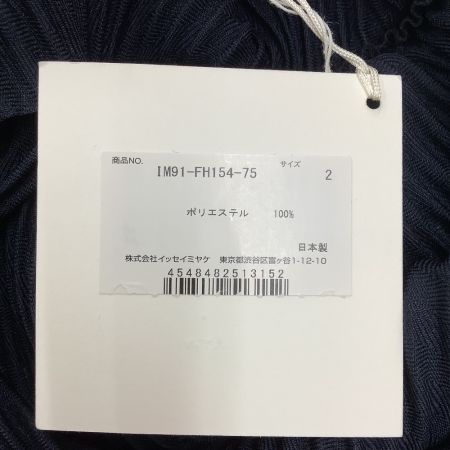 商品NO. IM91-FH154-75 サイズ 2
ポリエステル 100%
日本製
株式会社イッセイミヤケ 東京都渋谷区富ヶ谷1-12-10
4548482513152